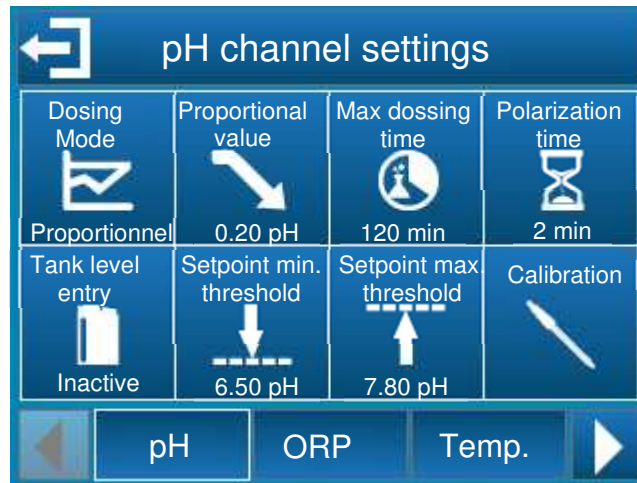 pH channel settings
Dosing
Mode
Proportionnel
Proportional
value
0.20 pH
Max dossing
time
120 min
Polarization
time
2 min
Tank level
entry
Inactive
Setpoint min.
threshold
6.50 pH
Setpoint max.
threshold
7.80 pH
Calibration
pH
ORP
Temp.